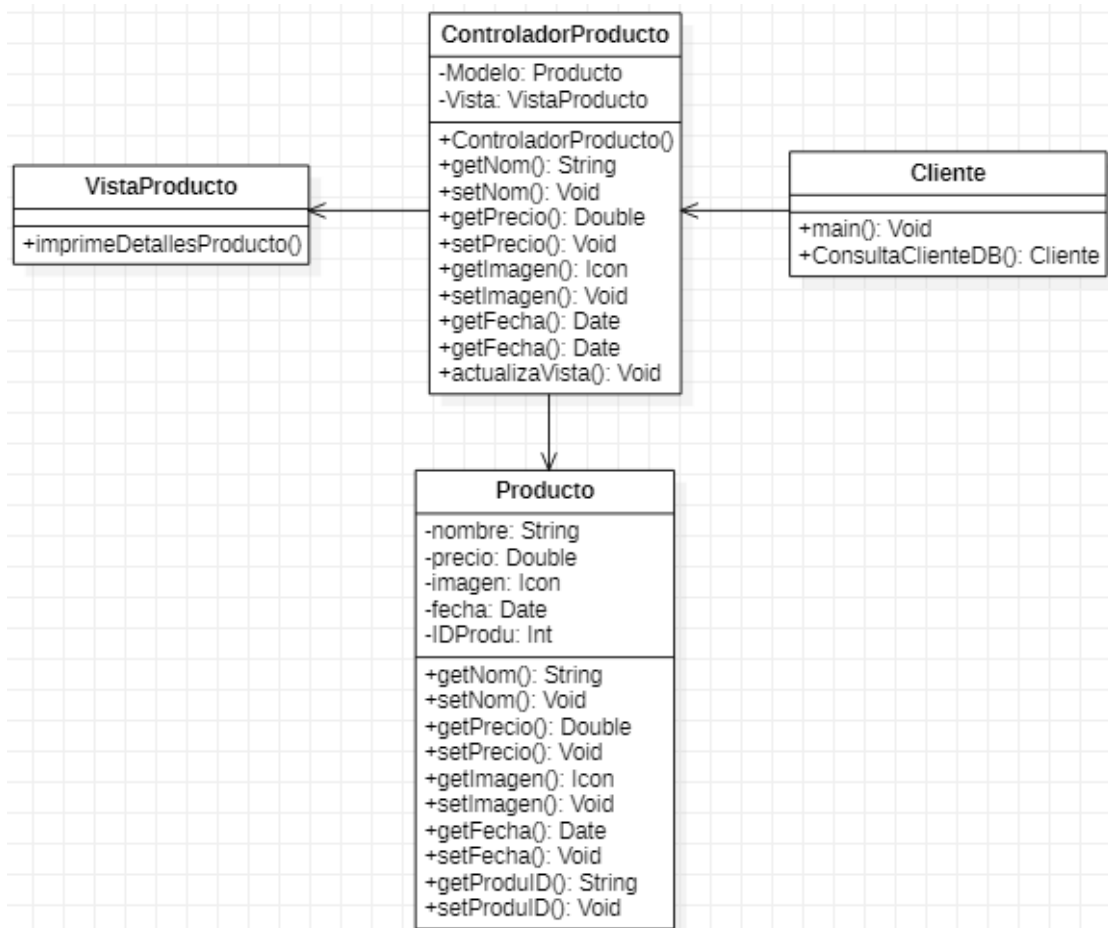 ControladorProducto
-Modelo: Producto
-Vista: VistaProducto
+ControladorProducto()
+getNom(): String
+setNom(): Void
+getPrecio(): Double
+setPrecio(): Void
+getImagen(): Icon
+setImagen(): Void
+getFecha(): Date
+getFecha(): Date
+actualizaVista(): Void
VistaProducto
+imprimeDetallesProducto()
Cliente
+main(): Void
+ConsultaClienteDB(): Cliente
Producto
-nombre: String
-precio: Double
-imagen: Icon
-fecha: Date
-IDProdu: Int
+getNom(): String
+setNom(): Void
+getPrecio(): Double
+setPrecio(): Void
+getImagen(): Icon
+setImagen(): Void
+getFecha(): Date
+setFecha(): Void
+getProduID(): String
+setProduID(): Void